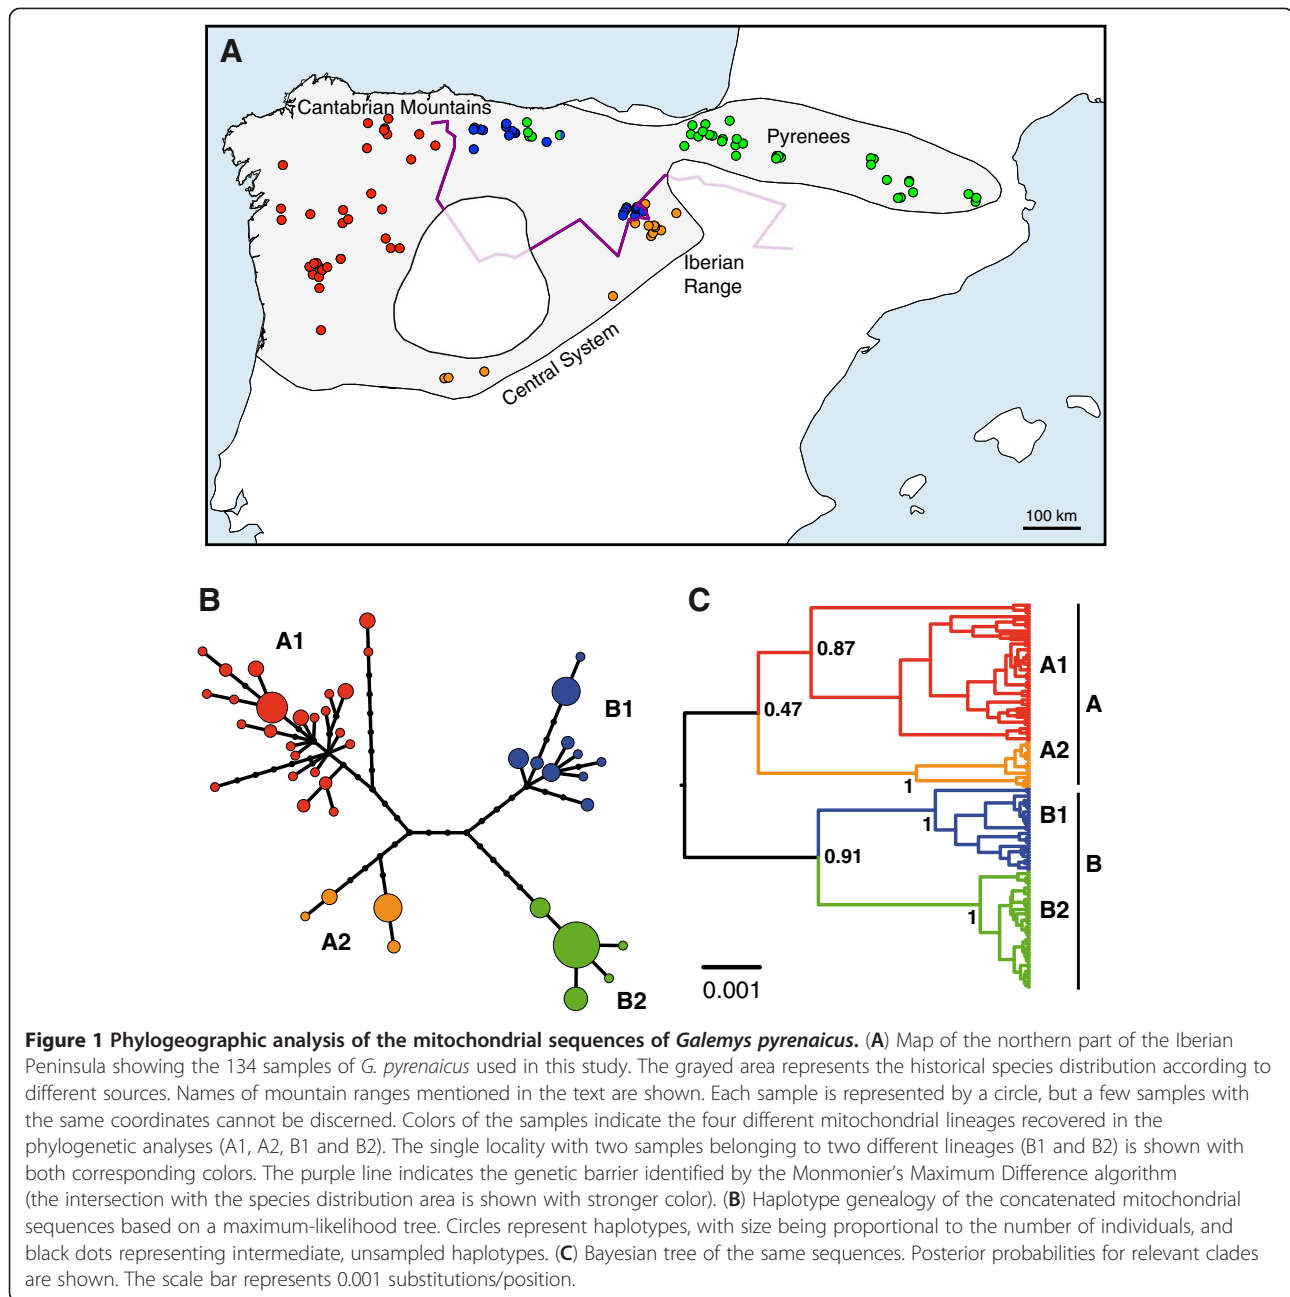 A
Cantabrian Mountains
Pyrenees
Iberian
Range
Central System
100 km
B
A1
B1
A2
B2
C
0.87
0.47
1
1
0.91
1
A1
A2
B1
B2
A
B
0.001
Figure 1 Phylogeographic analysis of the mitochondrial sequences of Galemys pyrenaicus. (A) Map of the northern part of the Iberian
Peninsula showing the 134 samples of G. pyrenaicus used in this study. The grayed area represents the historical species distribution according to
different sources. Names of mountain ranges mentioned in the text are shown. Each sample is represented by a circle, but a few samples with
the same coordinates cannot be discerned. Colors of the samples indicate the four different mitochondrial lineages recovered in the
phylogenetic analyses (A1, A2, B1 and B2). The single locality with two samples belonging to two different lineages (B1 and B2) is shown with
both corresponding colors. The purple line indicates the genetic barrier identified by the Monmonier's Maximum Difference algorithm
(the intersection with the species distribution area is shown with stronger color). (B) Haplotype genealogy of the concatenated mitochondrial
sequences based on a maximum-likelihood tree. Circles represent haplotypes, with size being proportional to the number of individuals, and
black dots representing intermediate, unsampled haplotypes. (C) Bayesian tree of the same sequences. Posterior probabilities for relevant clades
are shown. The scale bar represents 0.001 substitutions/position.